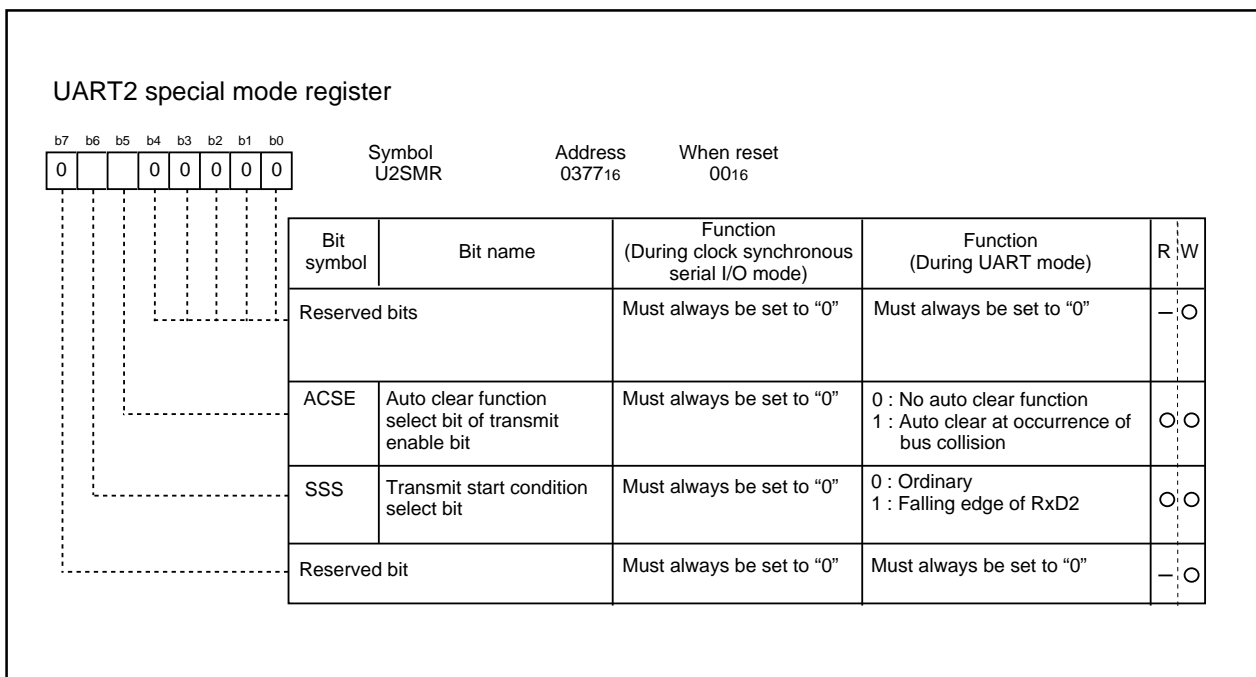 UART2 special mode register
b7 b6 b5 b4 b3 b2 b1 b0
0 0 0 0 0 0
Symbol Address When reset
U2SMR 037716 0016
Bit symbol Bit name Function (During clock synchronous serial I/O mode) Function (During UART mode) R W
Reserved bits Must always be set to “0” Must always be set to “0” – O
ACSE Auto clear function select bit of transmit enable bit Must always be set to “0” 0 : No auto clear function 1 : Auto clear at occurrence of bus collision O O
SSS Transmit start condition select bit Must always be set to “0” 0 : Ordinary 1 : Falling edge of RxD2 O O
Reserved bit Must always be set to “0” Must always be set to “0” – O